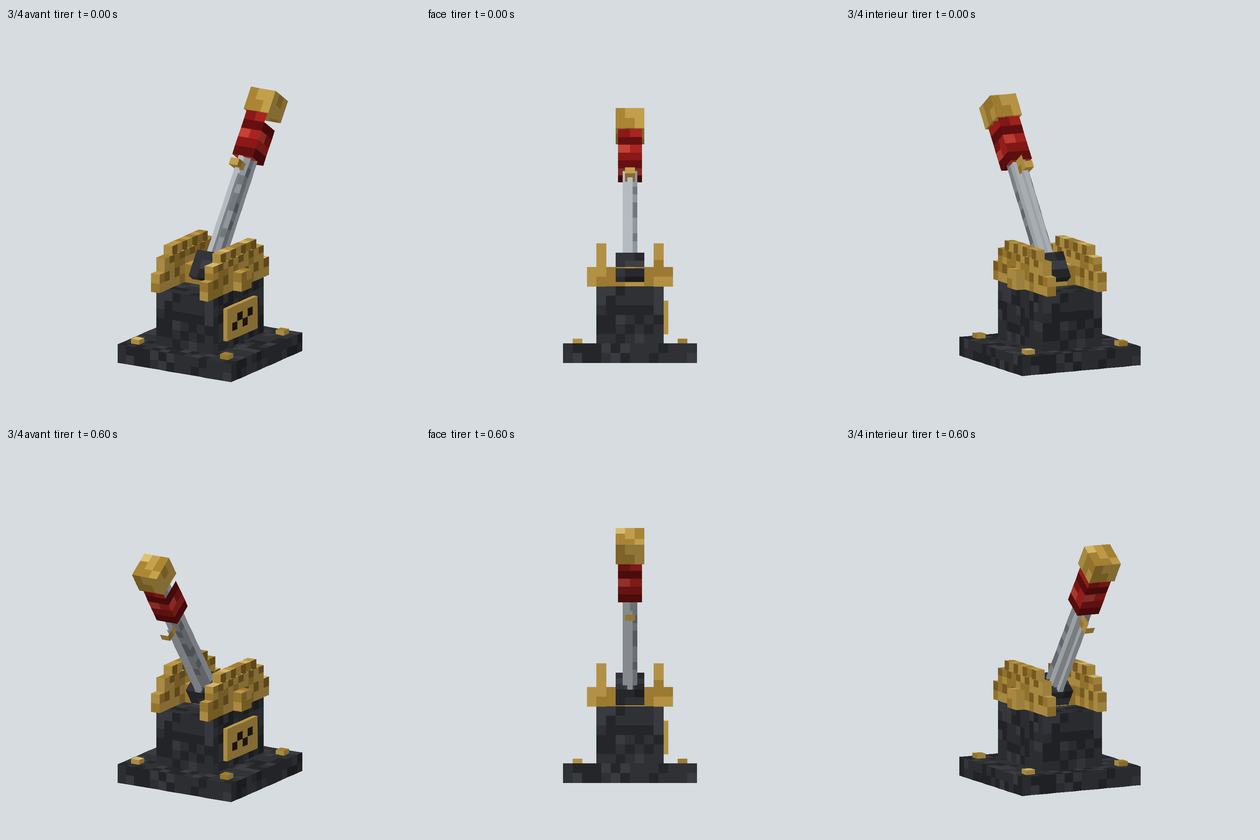 3/4 avant tirer t = 0.00 s
face tirer t = 0.00 s
3/4 interieur tirer t = 0.00 s
3/4 avant tirer t = 0.60 s
face tirer t = 0.60 s
3/4 interieur tirer t = 0.60 s